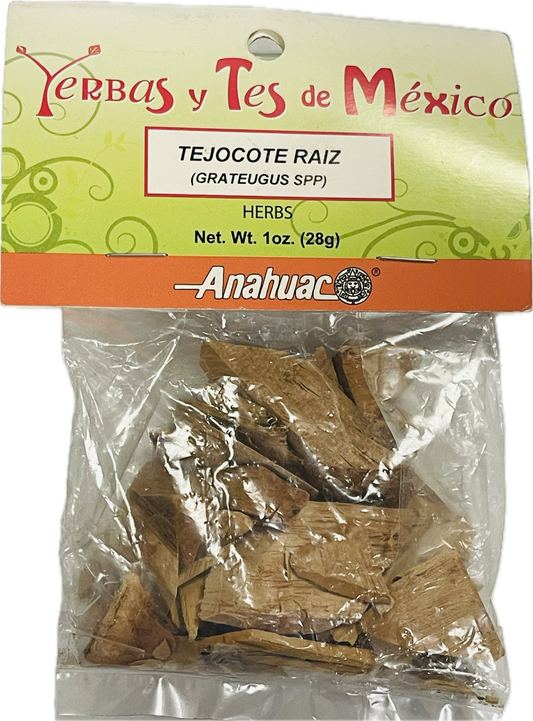 Yerbas y Tes de México
TEJOCOTE RAIZ
(GRATEUGUS SPP)
HERBS
Net. Wt. 1oz. (28g)
Anahuac ®